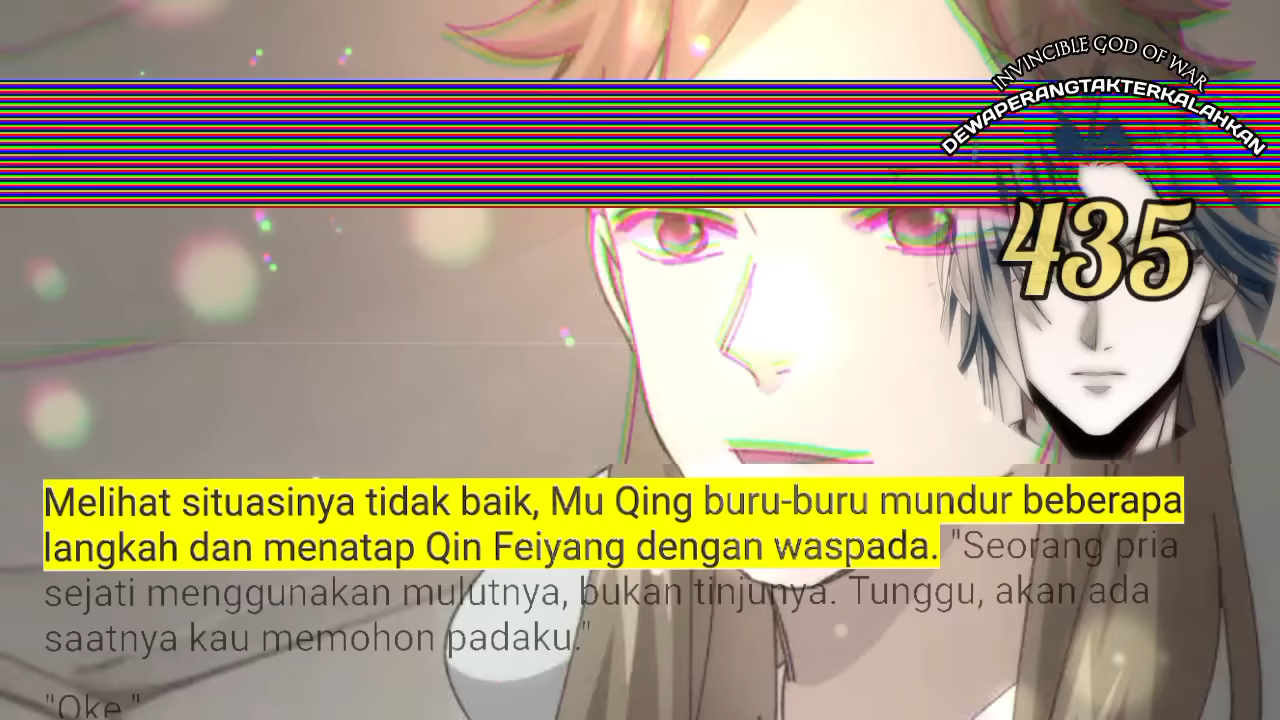 INVINCIBLE GOD OF WAR
DEWAPERANGTAKTERKALAHKAN
435
Melihat situasinya tidak baik, Mu Qing buru-buru mundur beberapa
langkah dan menatap Qin Feiyang dengan waspada. "Seorang pria
sejati menggunakan mulutnya, bukan tinjunya. Tunggu, akan ada
saatnya kau memohon padaku."
"Oke."